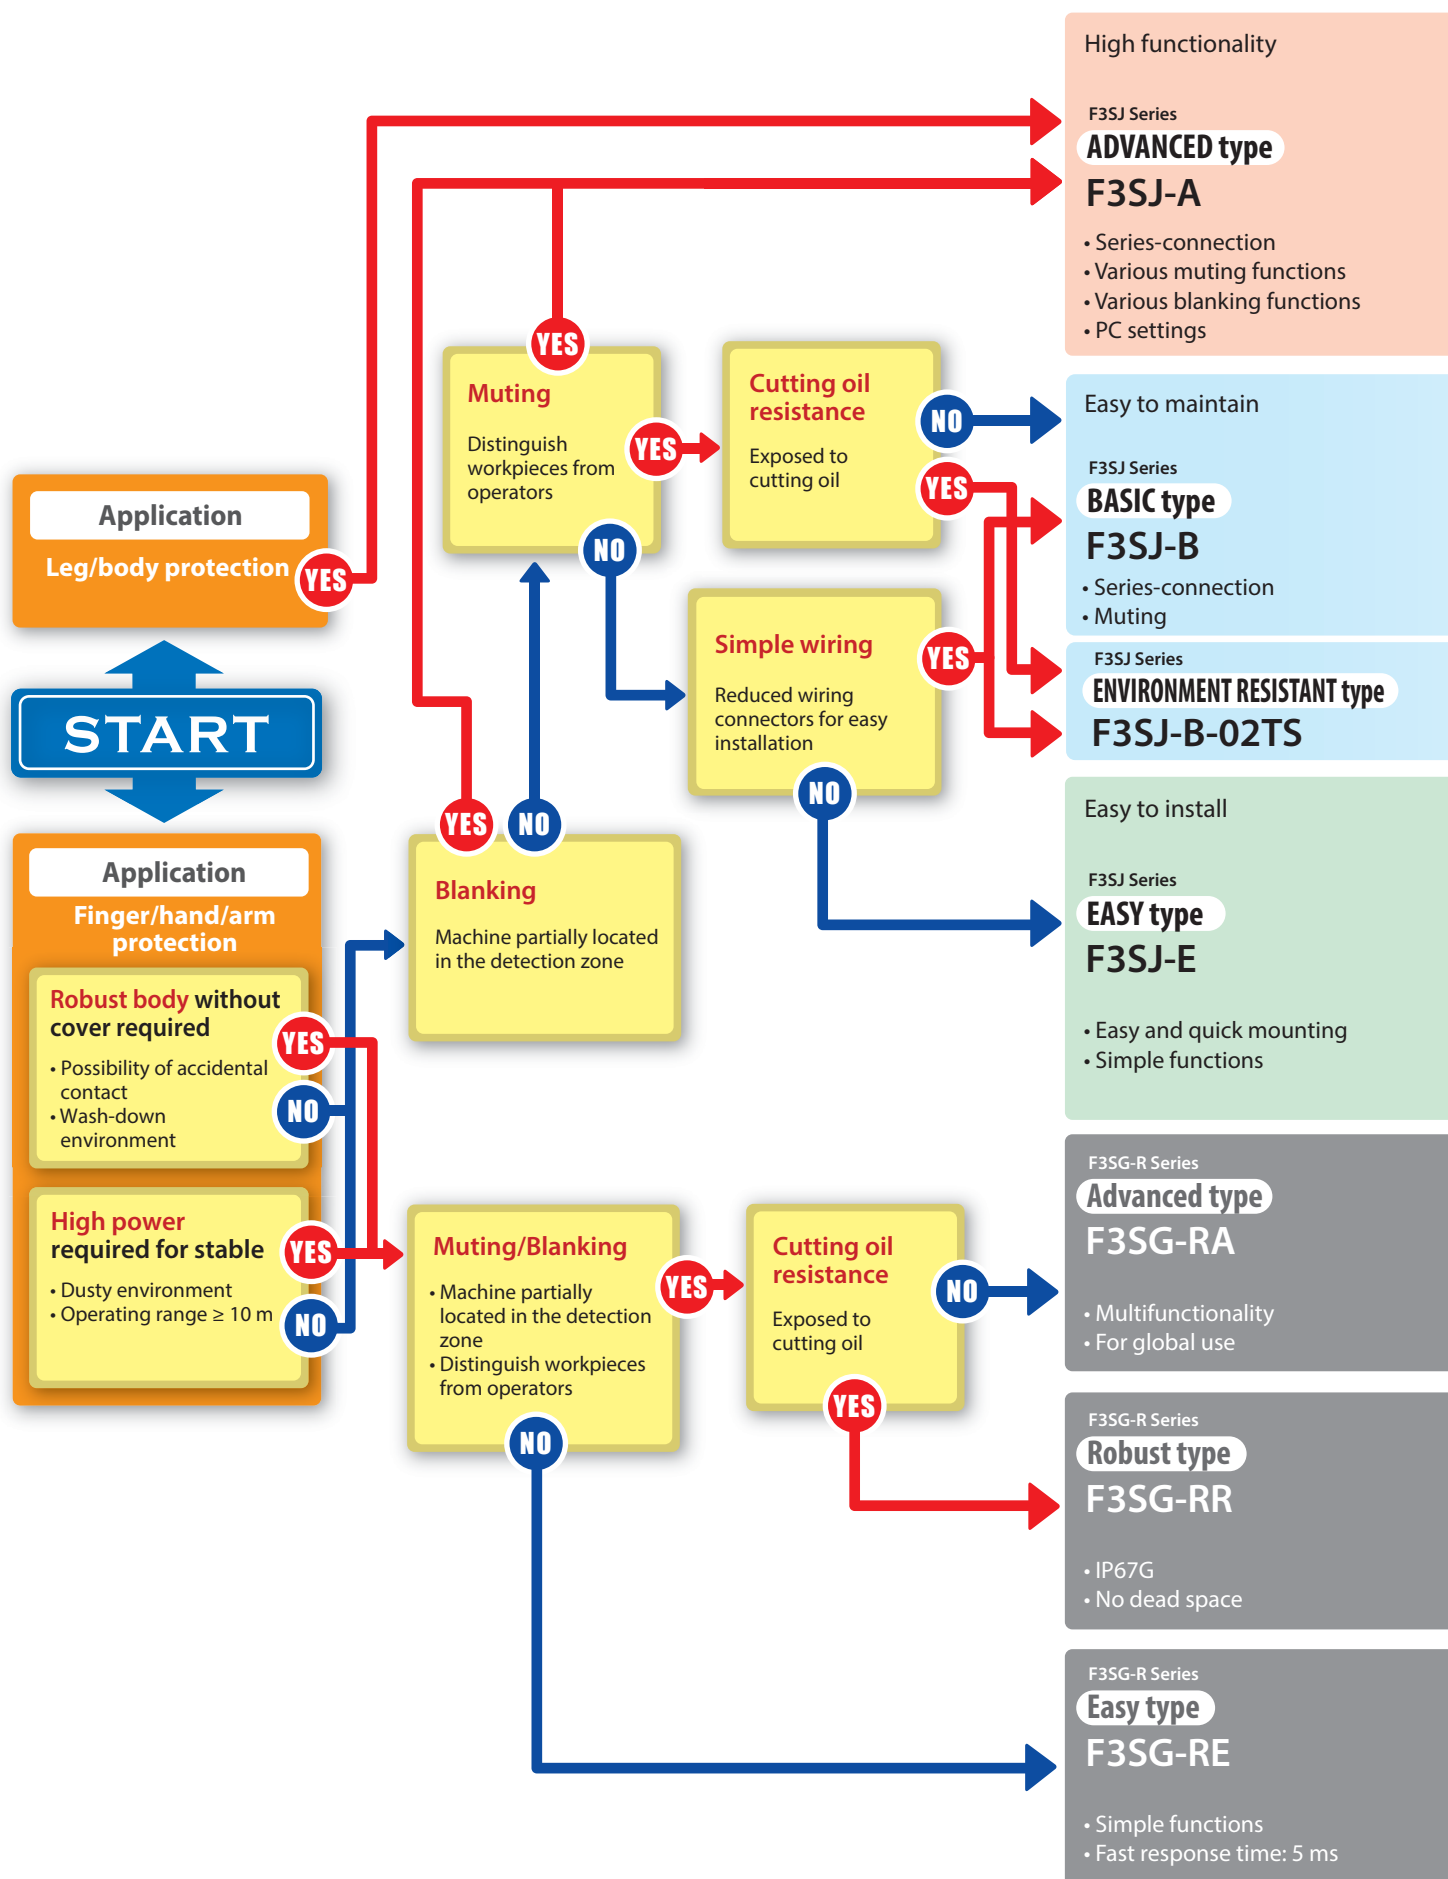 High functionality
F3SJ Series
ADVANCED type
F3SJ-A
• Series-connection
• Various muting functions
• Various blanking functions
• PC settings
YES
Muting
Distinguish
workpieces from
operators
YES
NO
Cutting oil
resistance
Exposed to
cutting oil
NO
YES
Easy to maintain
F3SJ Series
BASIC type
F3SJ-B
• Series-connection
• Muting
Application
Leg/body protection
YES
Simple wiring
Reduced wiring
connectors for easy
installation
YES
NO
F3SJ Series
ENVIRONMENT RESISTANT type
F3SJ-B-02TS
START
Easy to install
F3SJ Series
EASY type
F3SJ-E
• Easy and quick mounting
• Simple functions
YES
NO
Blanking
Machine partially located
in the detection zone
Application
Finger/hand/arm
protection
Robust body without
cover required
• Possibility of accidental
contact
• Wash-down
environment
YES
NO
High power
required for stable
• Dusty environment
• Operating range ≥ 10 m
YES
NO
Muting/Blanking
• Machine partially
located in the detection
zone
• Distinguish workpieces
from operators
YES
NO
Cutting oil
resistance
Exposed to
cutting oil
NO
YES
F3SG-R Series
Advanced type
F3SG-RA
• Multifunctionality
• For global use
F3SG-R Series
Robust type
F3SG-RR
• IP67G
• No dead space
F3SG-R Series
Easy type
F3SG-RE
• Simple functions
• Fast response time: 5 ms